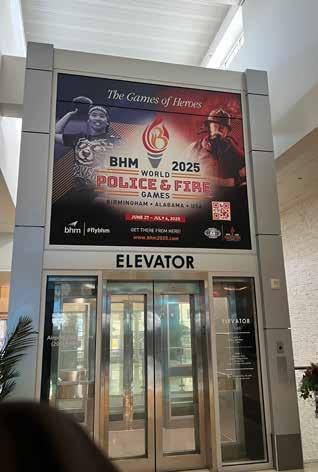 The Games of Heroes
BHM 2025
WORLD
POLICE & FIRE
GAMES
BIRMINGHAM • ALABAMA • USA
JUNE 27 - JULY 6, 2025
GET THERE FROM HERE!
www.bhm2025.com
bhm #flybhm
ELEVATOR
ELEVATOR